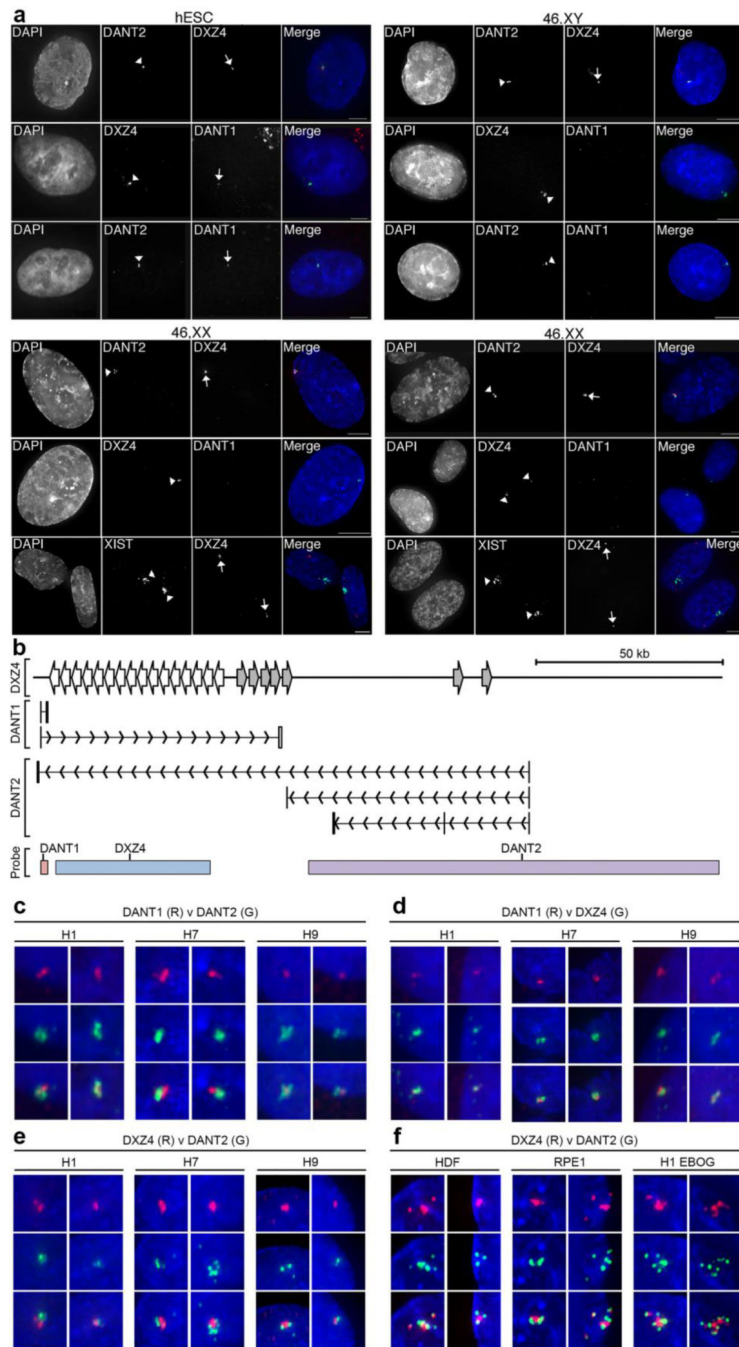 a
hESC
46.XY
DAPI DANT2 DXZ4 Merge
DAPI DANT2 DXZ4 Merge
DAPI DXZ4 DANT1 Merge
DAPI DXZ4 DANT1 Merge
DAPI DANT2 DANT1 Merge
DAPI DANT2 DANT1 Merge
46.XX
46.XX
DAPI DANT2 DXZ4 Merge
DAPI DANT2 DXZ4 Merge
DAPI DXZ4 DANT1 Merge
DAPI DXZ4 DANT1 Merge
DAPI XIST DXZ4 Merge
DAPI XIST DXZ4 Merge
b
50 kb
DXZ4
DANT1
DANT2
Probe
DANT1 DXZ4 DANT2
c
DANT1 (R) v DANT2 (G)
H1 H7 H9
d
DANT1 (R) v DXZ4 (G)
H1 H7 H9
e
DXZ4 (R) v DANT2 (G)
H1 H7 H9
f
DXZ4 (R) v DANT2 (G)
HDF RPE1 H1 EBOG